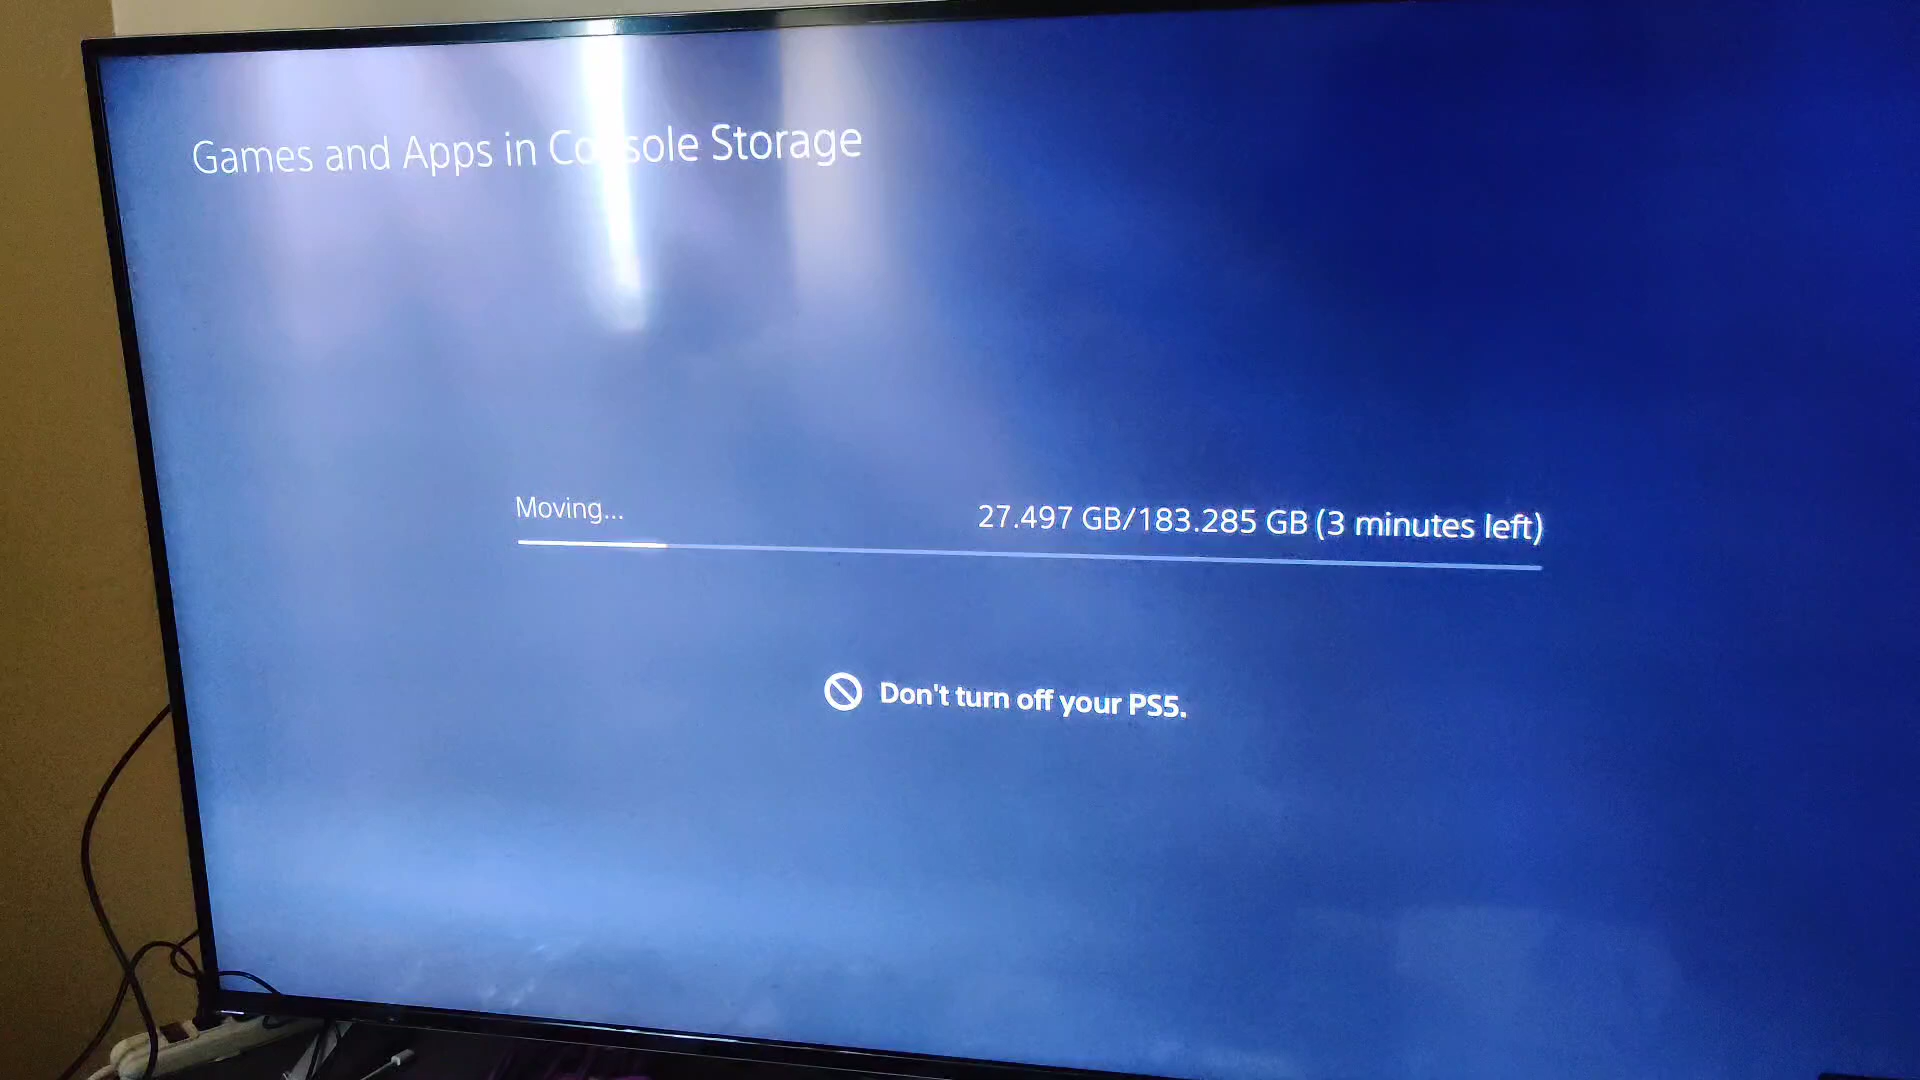 Games and Apps in Console Storage
Moving...
27.497 GB/183.285 GB (3 minutes left)
Don't turn off your PS5.